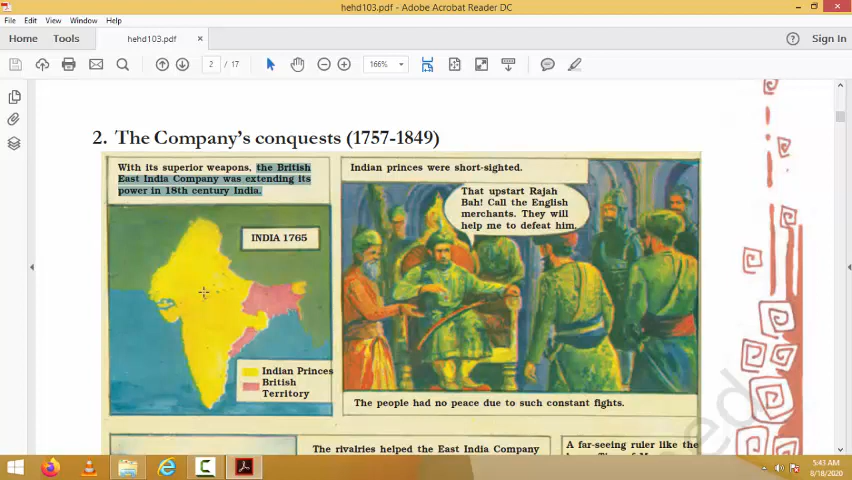 hehd103.pdf - Adobe Acrobat Reader DC
File Edit View Window Help
Home Tools
hehd103.pdf ×
Sign In
2 / 17
166%
2. The Company's conquests (1757-1849)
With its superior weapons, the British
East India Company was extending its
power in 18th century India.
INDIA 1765
Indian Princes
British
Territory
Indian princes were short-sighted.
That upstart Rajah
Bah! Call the English
merchants. They will
help me to defeat him.
The people had no peace due to such constant fights.
The rivalries helped the East India Company
A far-seeing ruler like the
5:43 AM
8/18/2020